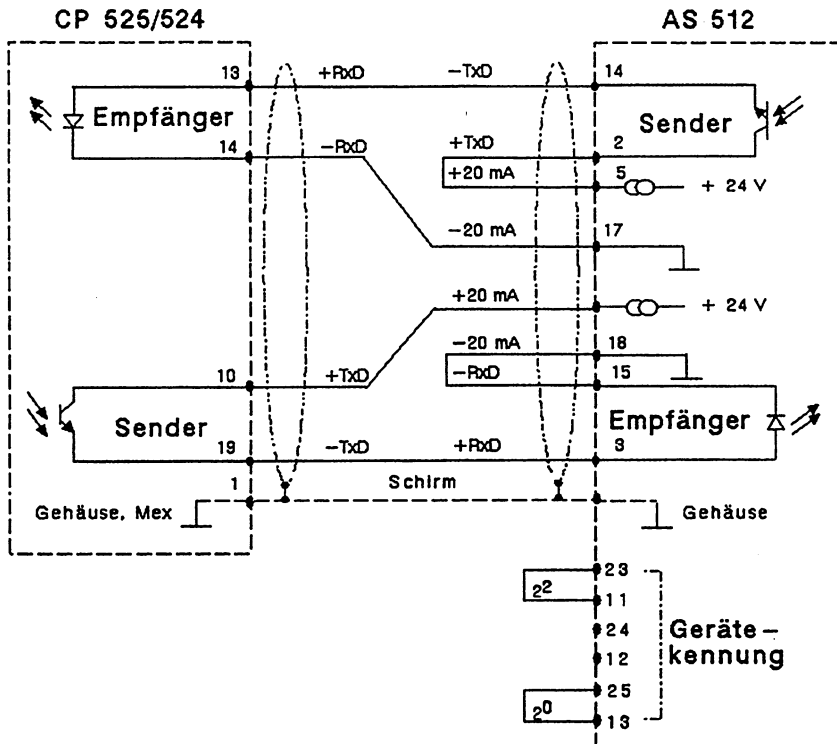 CP 525/524
AS 512
13
+RxD
−TxD
14
Empfänger
Sender
14
−RxD
+TxD
2
+20 mA
5
+ 24 V
−20 mA
17
+20 mA
+ 24 V
−20 mA
18
10
+TxD
−RxD
15
Sender
Empfänger
19
−TxD
+RxD
3
1
Schirm
Gehäuse, Mex
Gehäuse
23
2²
11
24
Geräte−
kennung
12
25
2⁰
13